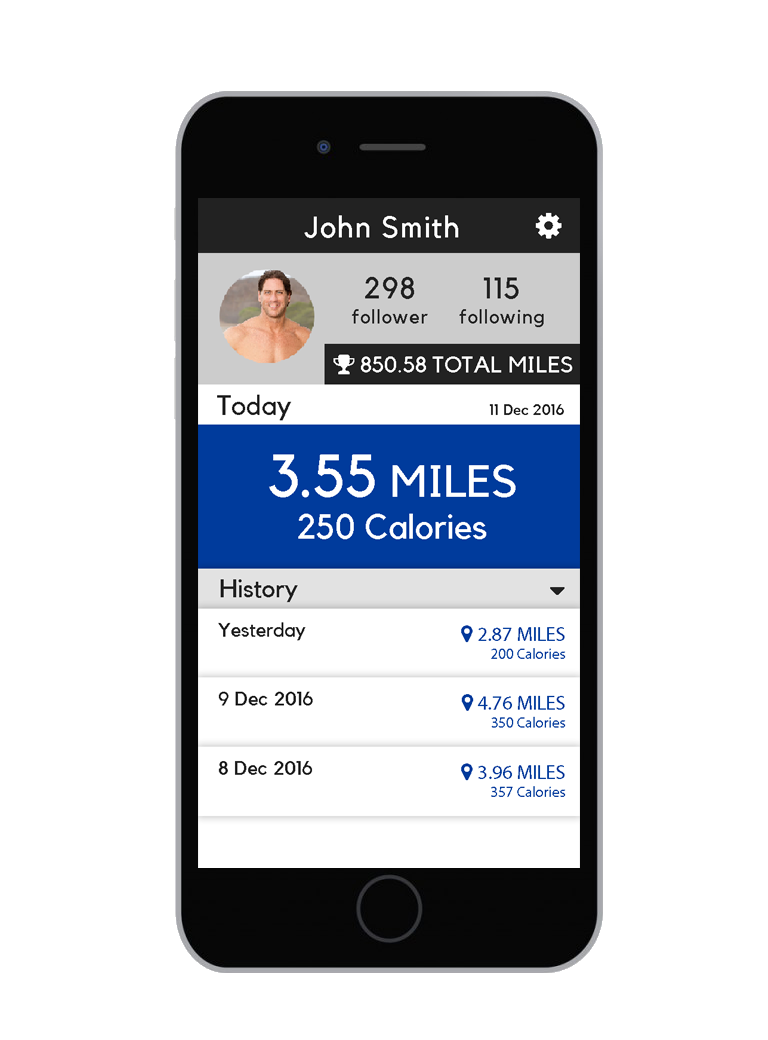 John Smith
298 115
follower following
850.58 TOTAL MILES
Today 11 Dec 2016
3.55 MILES
250 Calories
History
Yesterday 2.87 MILES
200 Calories
9 Dec 2016 4.76 MILES
350 Calories
8 Dec 2016 3.96 MILES
357 Calories